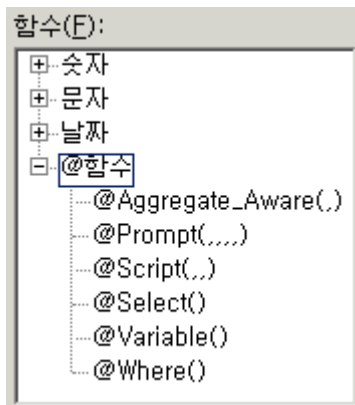 함수(F):
숫자
문자
날짜
@함수
@Aggregate_Aware(,)
@Prompt(,,,,)
@Script(,,)
@Select()
@Variable()
@Where()